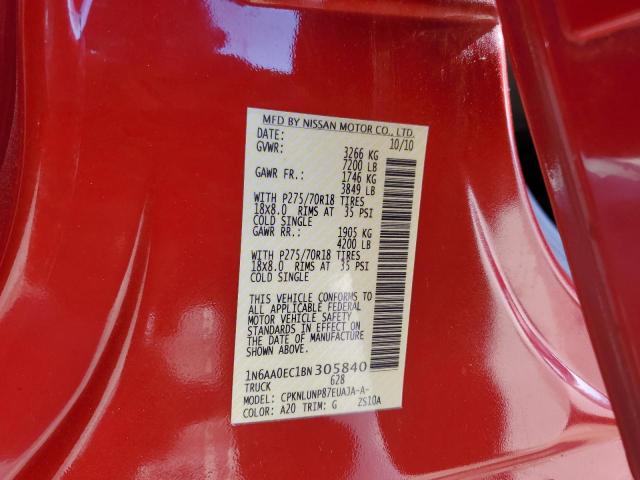 MFD BY NISSAN MOTOR CO., LTD.
DATE: 10/10
GVWR: 3266 KG
7200 LB
GAWR FR.: 1746 KG
3849 LB
WITH P275/70R18 TIRES
18x8.0 RIMS AT 35 PSI
COLD SINGLE
GAWR RR.: 1905 KG
4200 LB
WITH P275/70R18 TIRES
18x8.0 RIMS AT 35 PSI
COLD SINGLE
THIS VEHICLE CONFORMS TO
ALL APPLICABLE FEDERAL
MOTOR VEHICLE SAFETY
STANDARDS IN EFFECT ON
THE DATE OF MANUFACTURE
SHOWN ABOVE.
1N6AA0EC1BN305840
TRUCK 628
MODEL: CPKNLUNP87EUAJA-A-
COLOR: A20 TRIM: G 2S10A